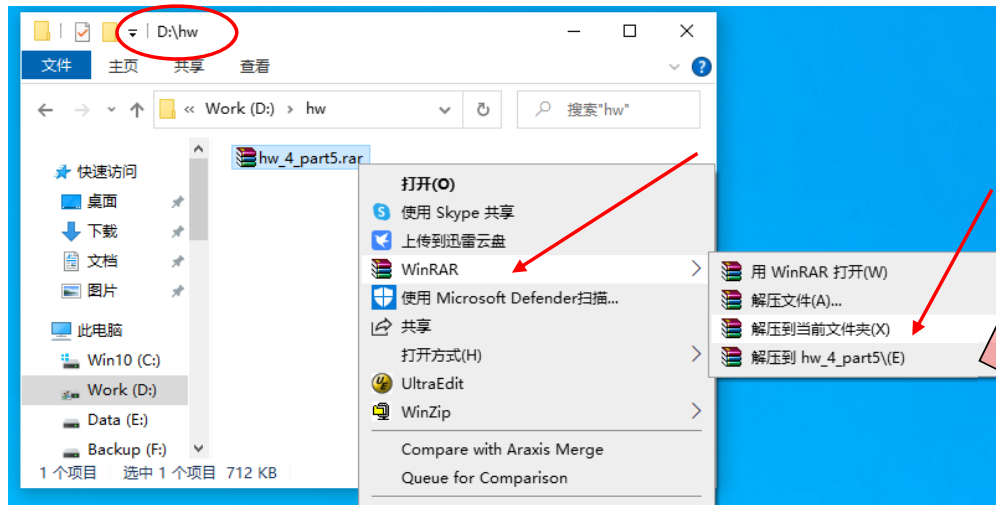 D:\hw
文件 主页 共享 查看
« Work (D:) › hw
搜索"hw"
快速访问
桌面
下载
文档
图片
此电脑
Win10 (C:)
Work (D:)
Data (E:)
Backup (F:)
hw_4_part5.rar
1 个项目 选中 1 个项目 712 KB
打开(O)
使用 Skype 共享
上传到迅雷云盘
WinRAR
使用 Microsoft Defender扫描...
共享
打开方式(H)
UltraEdit
WinZip
Compare with Araxis Merge
Queue for Comparison
用 WinRAR 打开(W)
解压文件(A)...
解压到当前文件夹(X)
解压到 hw_4_part5\(E)